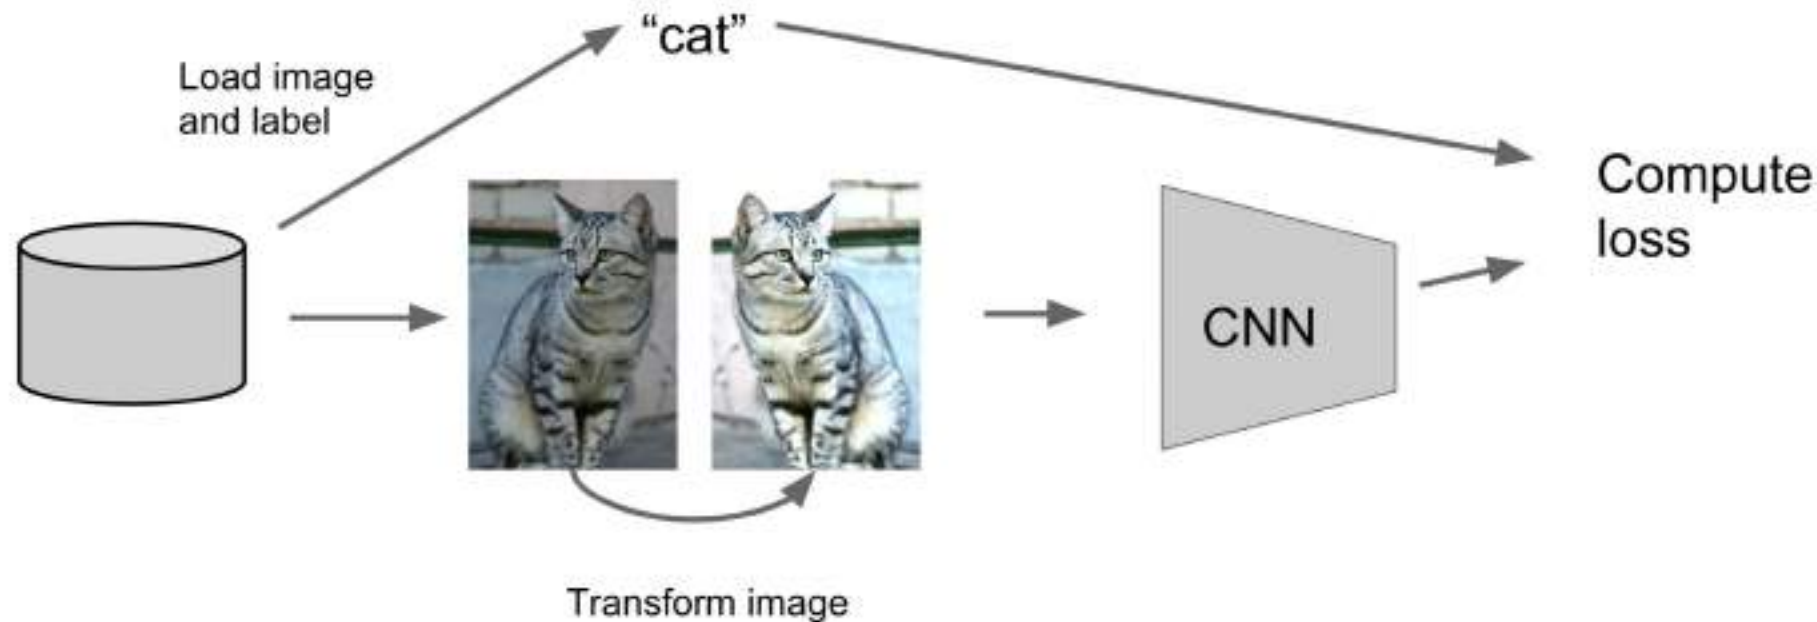 “cat”
Load image
and label
Compute
loss
CNN
Transform image